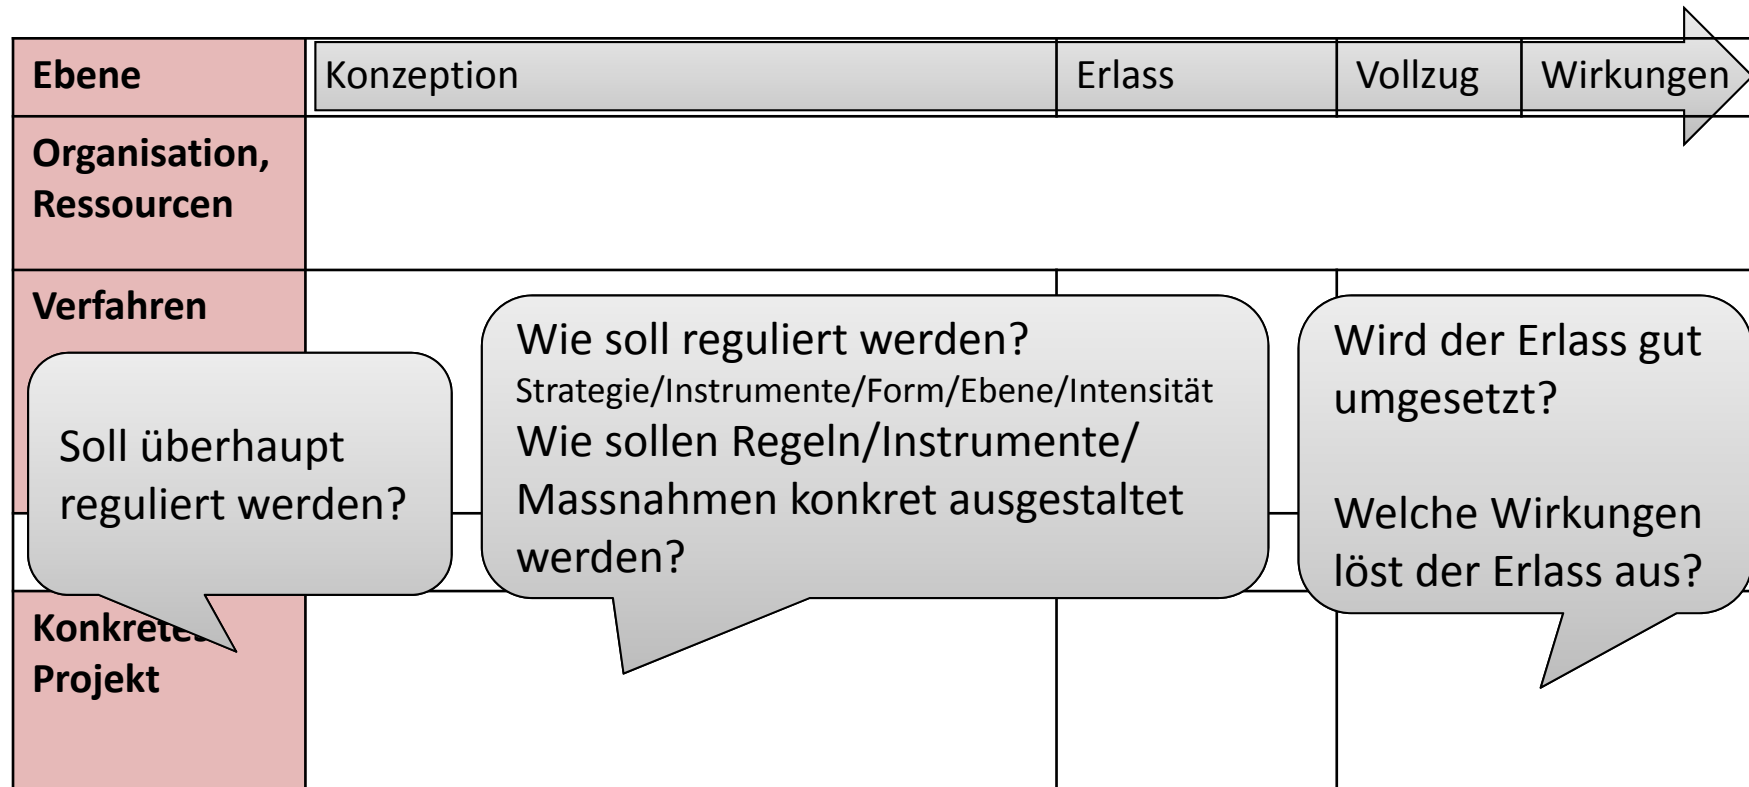 Ebene
Konzeption
Erlass
Vollzug
Wirkungen
Organisation,
Ressourcen
Verfahren
Soll überhaupt
reguliert werden?
Wie soll reguliert werden?
Strategie/Instrumente/Form/Ebene/Intensität
Wie sollen Regeln/Instrumente/
Massnahmen konkret ausgestaltet
werden?
Wird der Erlass gut
umgesetzt?
Welche Wirkungen
löst der Erlass aus?
Konkretes
Projekt